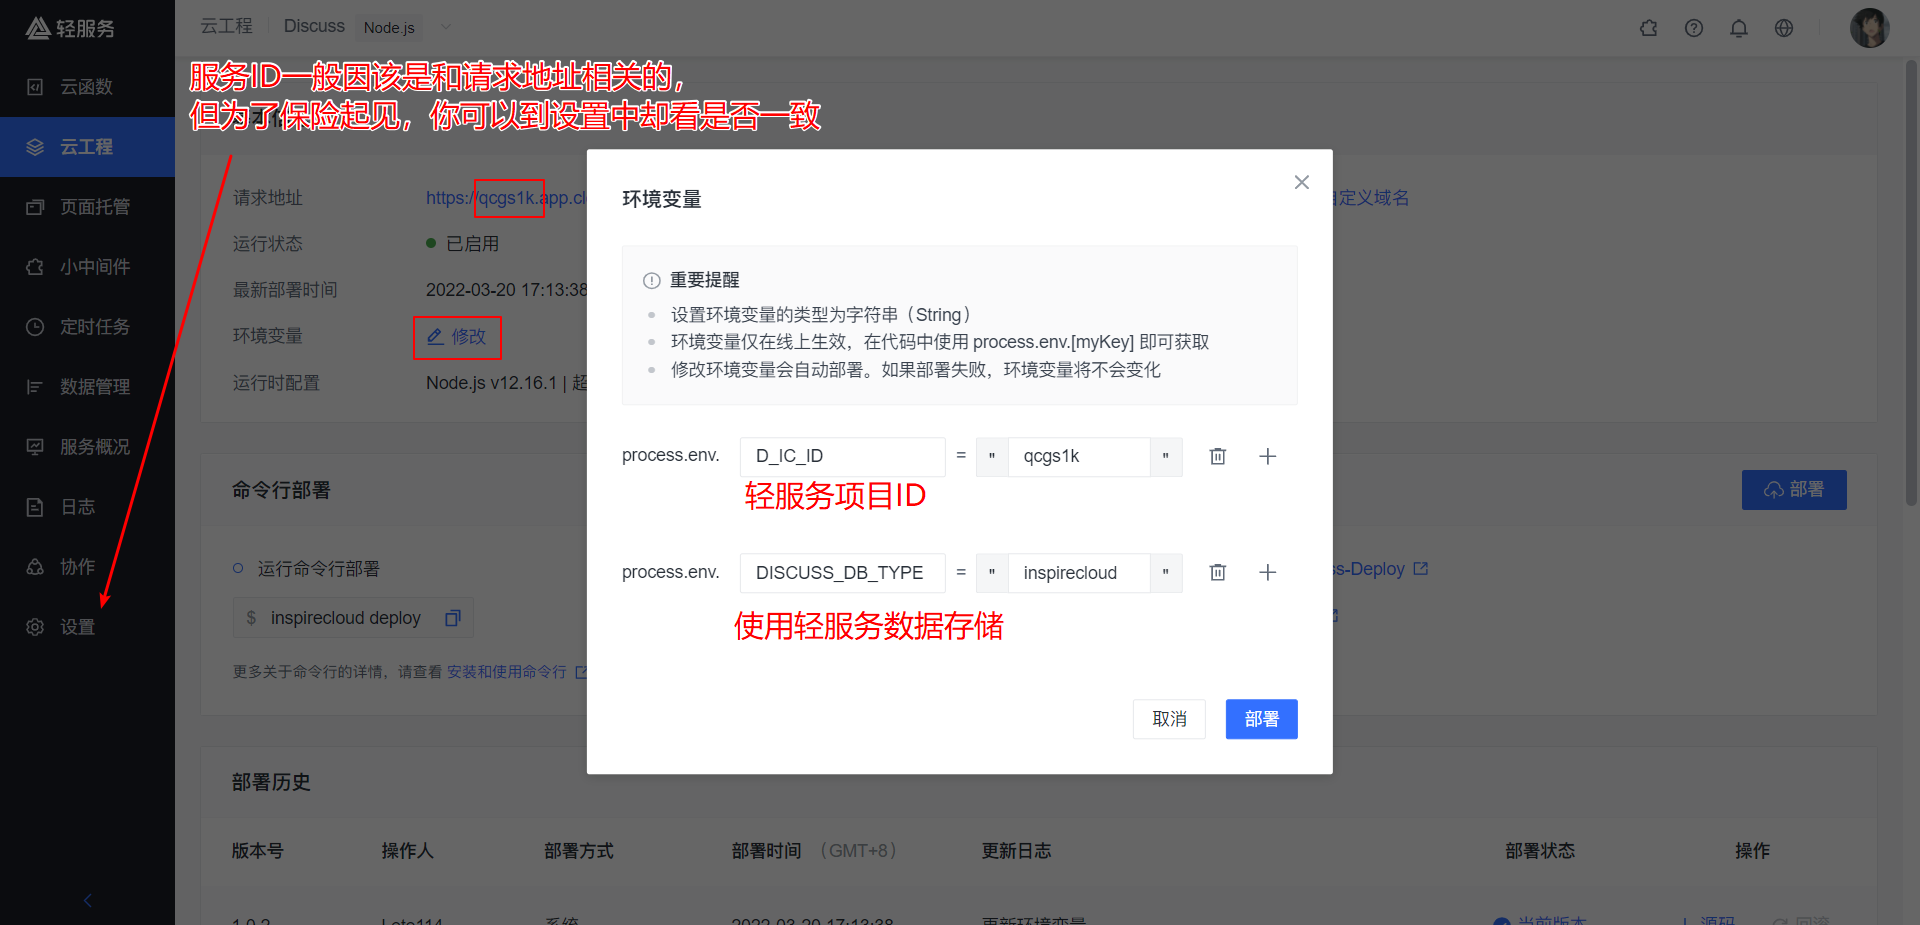 轻服务
云工程
Discuss
Node.js
云函数
云工程
页面托管
小中间件
定时任务
数据管理
服务概况
日志
协作
设置
服务ID一般因该是和请求地址相关的，
但为了保险起见，你可以到设置中却看是否一致
请求地址
https://qcgs1k.app.cl
自定义域名
运行状态
已启用
最新部署时间
2022-03-20 17:13:38
环境变量
修改
运行时配置
Node.js v12.16.1 | 超
命令行部署
部署
运行命令行部署
$ inspirecloud deploy
ss-Deploy
更多关于命令行的详情，请查看 安装和使用命令行
环境变量
重要提醒
设置环境变量的类型为字符串（String）
环境变量仅在线上生效，在代码中使用 process.env.[myKey] 即可获取
修改环境变量会自动部署。如果部署失败，环境变量将不会变化
process.env. D_IC_ID = " qcgs1k "
轻服务项目ID
process.env. DISCUSS_DB_TYPE = " inspirecloud "
使用轻服务数据存储
取消
部署
部署历史
版本号 操作人 部署方式 部署时间 （GMT+8） 更新日志 部署状态 操作
1.0.2 系统 2022-03-20 17:13:38 更新环境变量 当前版本 源码 回滚